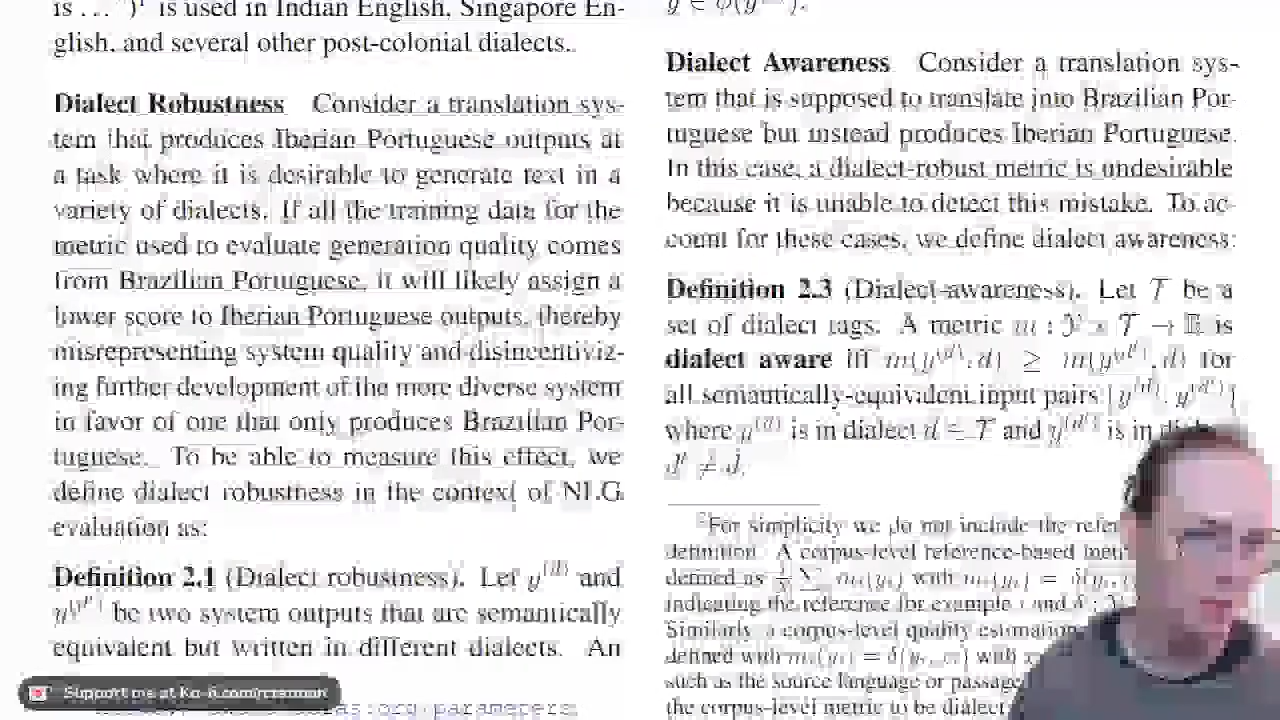 is … ")¹ is used in Indian English, Singapore En-
glish, and several other post-colonial dialects.
Dialect Robustness Consider a translation sys-
tem that produces Iberian Portuguese outputs at
a task where it is desirable to generate text in a
variety of dialects. If all the training data for the
metric used to evaluate generation quality comes
from Brazilian Portuguese, it will likely assign a
lower score to Iberian Portuguese outputs, thereby
misrepresenting system quality and disincentiviz-
ing further development of the more diverse system
in favor of one that only produces Brazilian Por-
tuguese. To be able to measure this effect, we
define dialect robustness in the context of NLG
evaluation as:
Definition 2.1 (Dialect robustness). Let y^(d) and
y^(d') be two system outputs that are semantically
equivalent but written in different dialects. An
Support me at ko-fi.com/
as.org/parameters
Dialect Awareness Consider a translation sys-
tem that is supposed to translate into Brazilian Por-
tuguese but instead produces Iberian Portuguese.
In this case, a dialect-robust metric is undesirable
because it is unable to detect this mistake. To ac-
count for these cases, we define dialect awareness:
Definition 2.3 (Dialect-awareness). Let 𝒯 be a
set of dialect tags. A metric m : 𝒴 × 𝒯 → ℝ is
dialect aware iff m(y^(d), d) ≥ m(y^(d'), d) for
all semantically-equivalent input pairs (y^(d), y^(d'))
where y^(d) is in dialect d ∈ 𝒯 and y^(d') is in
d' ≠ d.
For simplicity we do not include the
definition. A corpus-level reference-based
defined as
indicating the reference for example i and
Similarly, a corpus-level quality estimation
defined with
such as the source language or passage
the corpus-level metric to be dialect